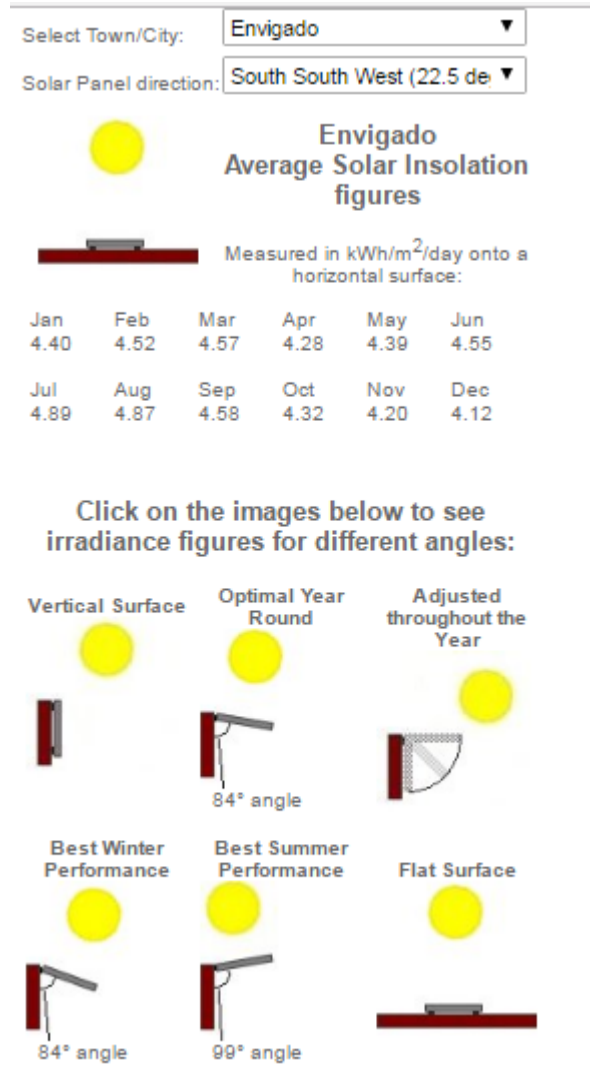 Select Town/City: Envigado
Solar Panel direction: South South West (22.5 de
Envigado
Average Solar Insolation
figures
Measured in kWh/m²/day onto a
horizontal surface:
Jan Feb Mar Apr May Jun
4.40 4.52 4.57 4.28 4.39 4.55
Jul Aug Sep Oct Nov Dec
4.89 4.87 4.58 4.32 4.20 4.12
Click on the images below to see
irradiance figures for different angles:
Vertical Surface
Optimal Year
Round
84° angle
Adjusted
throughout the
Year
Best Winter
Performance
84° angle
Best Summer
Performance
99° angle
Flat Surface